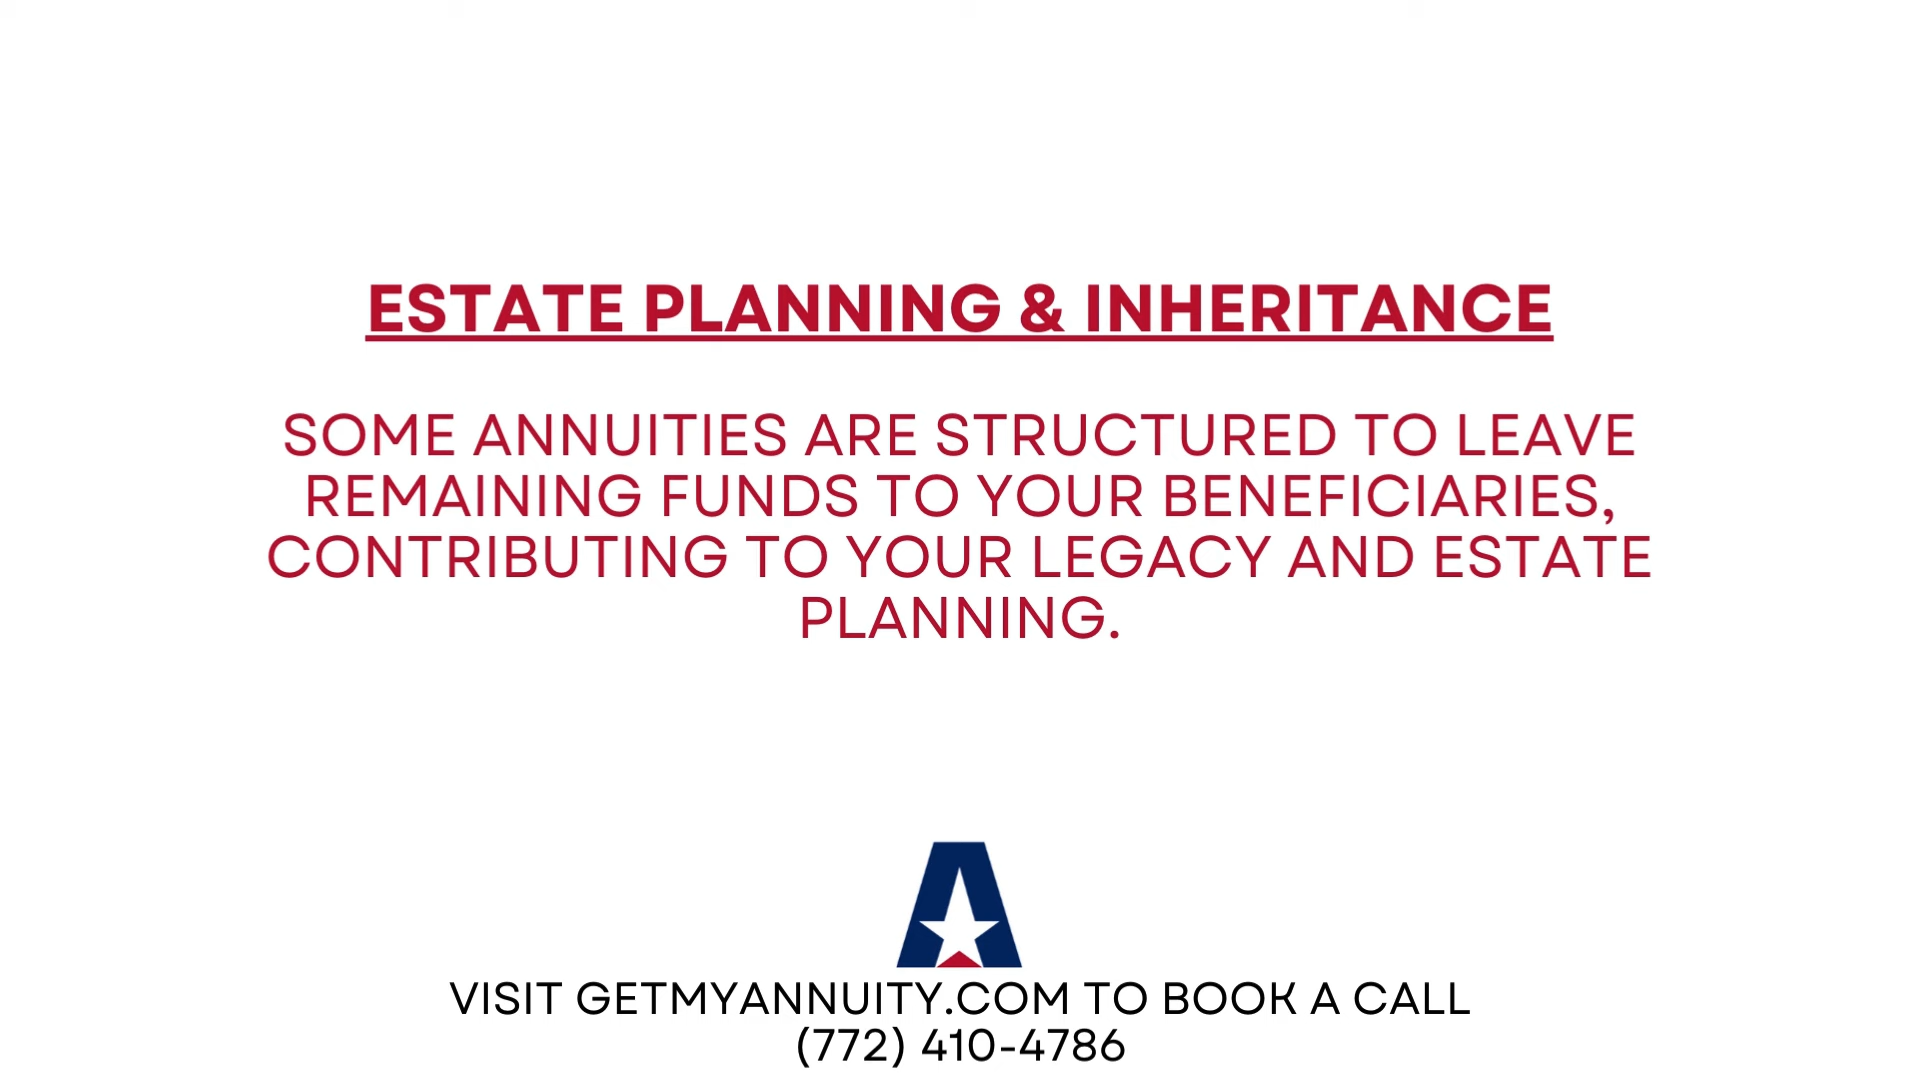 ESTATE PLANNING & INHERITANCE
SOME ANNUITIES ARE STRUCTURED TO LEAVE
REMAINING FUNDS TO YOUR BENEFICIARIES,
CONTRIBUTING TO YOUR LEGACY AND ESTATE
PLANNING.
VISIT GETMYANNUITY.COM TO BOOK A CALL
(772) 410-4786